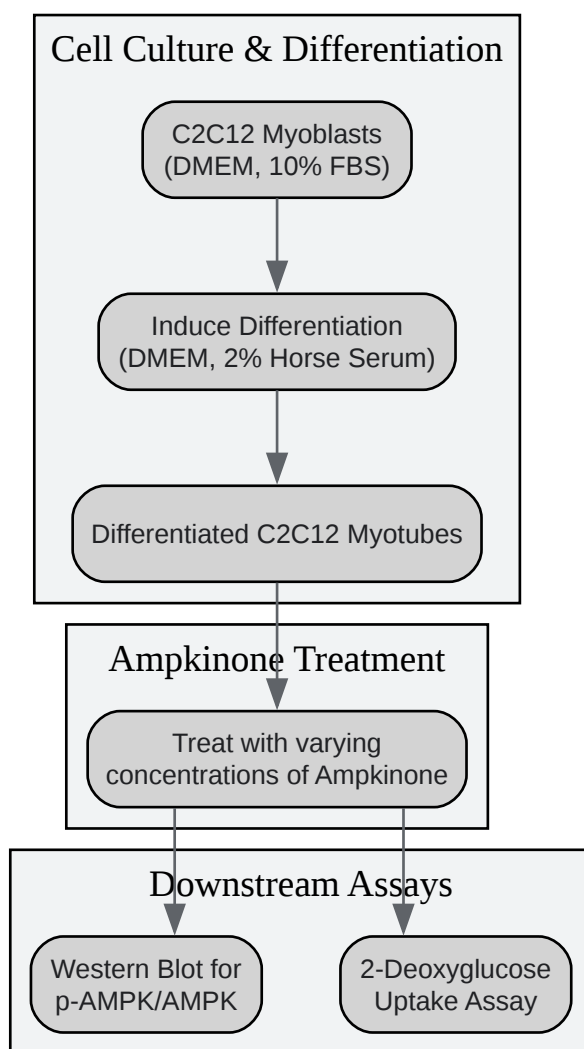 Cell Culture & Differentiation
C2C12 Myoblasts
(DMEM, 10% FBS)
Induce Differentiation
(DMEM, 2% Horse Serum)
Differentiated C2C12 Myotubes
Ampkinone Treatment
Treat with varying
concentrations of Ampkinone
Downstream Assays
Western Blot for
p-AMPK/AMPK
2-Deoxyglucose
Uptake Assay